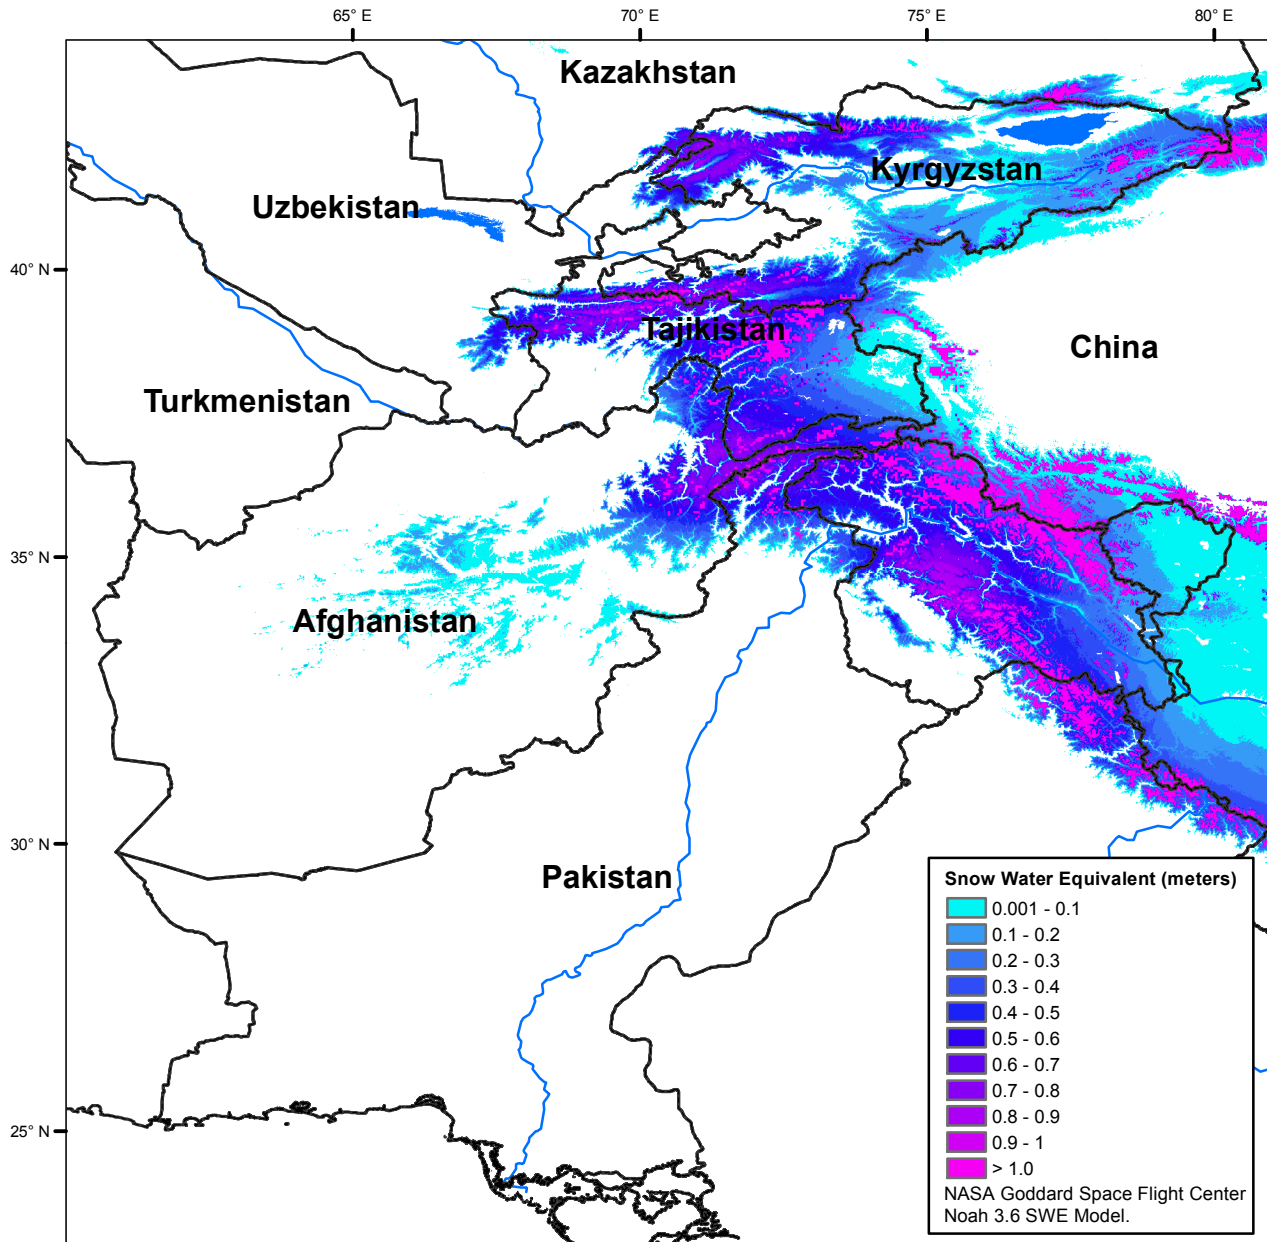 65° E
70° E
75° E
80° E
Kazakhstan
Kyrgyzstan
Uzbekistan
40° N
Tajikistan
China
Turkmenistan
35° N
Afghanistan
30° N
Pakistan
25° N
Snow Water Equivalent (meters)
0.001 - 0.1
0.1 - 0.2
0.2 - 0.3
0.3 - 0.4
0.4 - 0.5
0.5 - 0.6
0.6 - 0.7
0.7 - 0.8
0.8 - 0.9
0.9 - 1
> 1.0
NASA Goddard Space Flight Center
Noah 3.6 SWE Model.